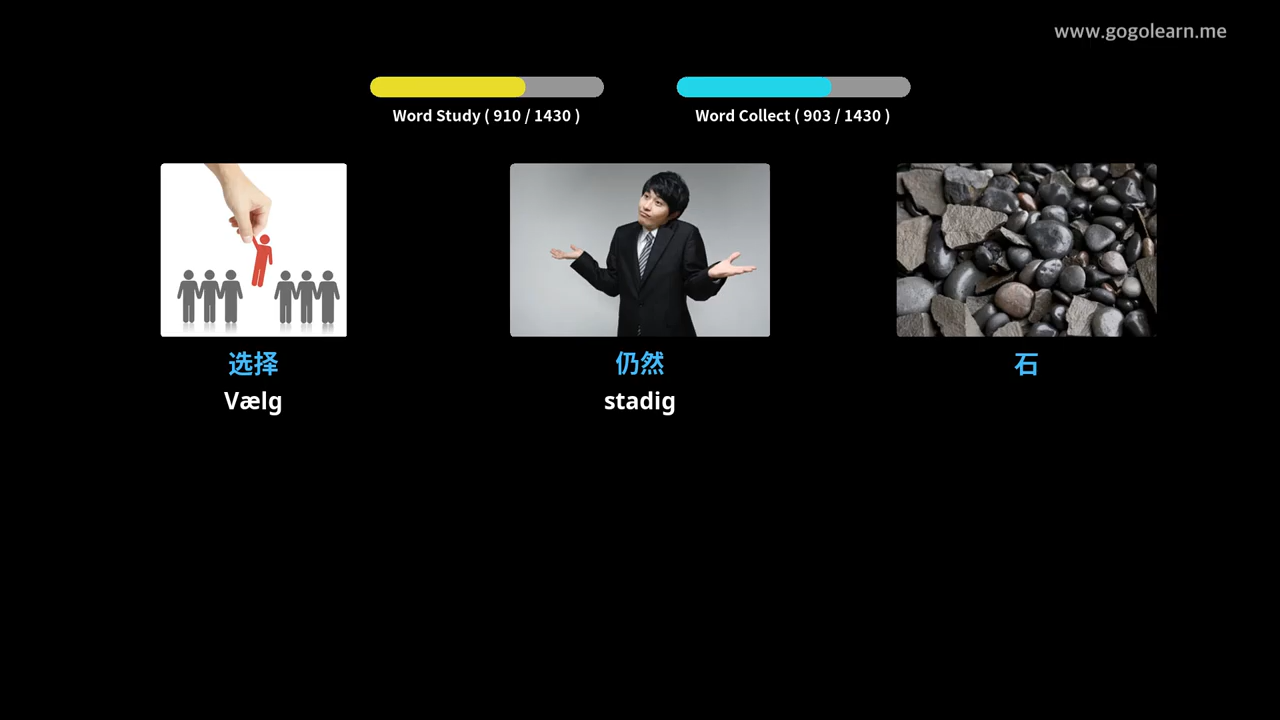 www.gogolearn.me
Word Study ( 910 / 1430 )
Word Collect ( 903 / 1430 )
选择
Vælg
仍然
stadig
石